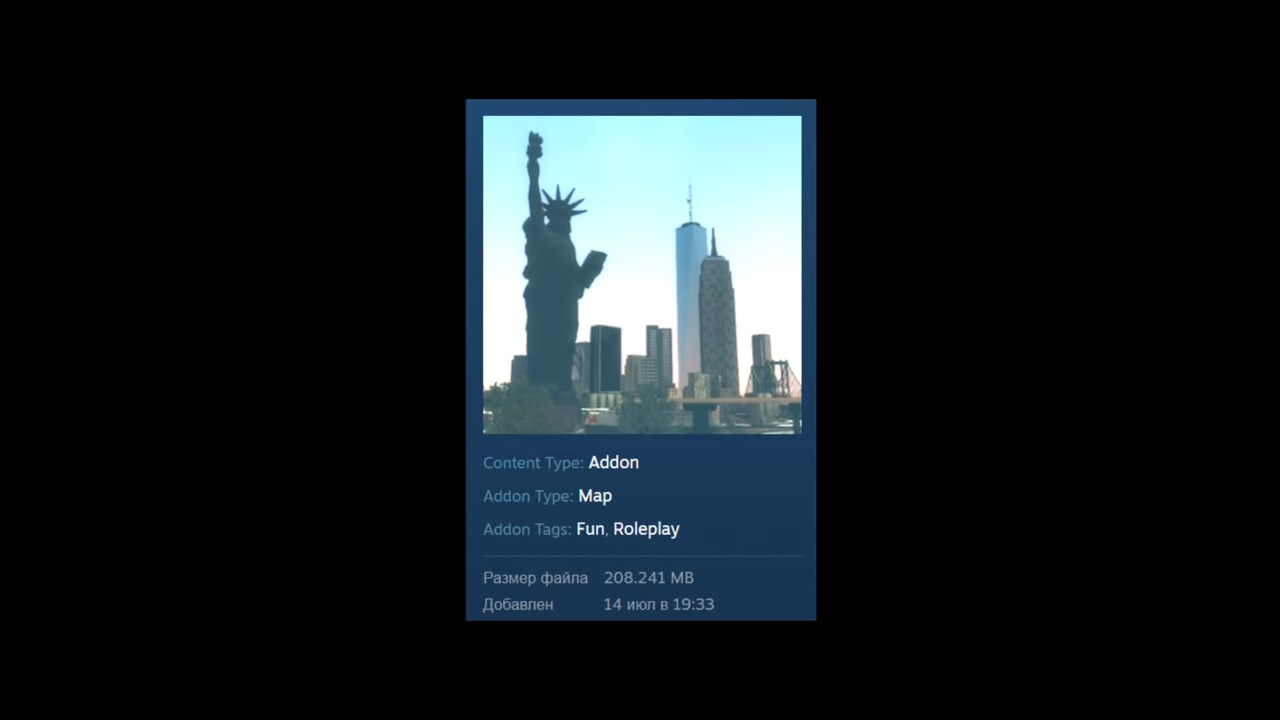 Content Type: Addon
Addon Type: Map
Addon Tags: Fun, Roleplay
Размер файла 208.241 MB
Добавлен 14 июл в 19:33